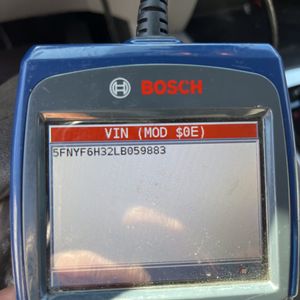 BOSCH
VIN (MOD $0E)
5FNYF6H32LB059883